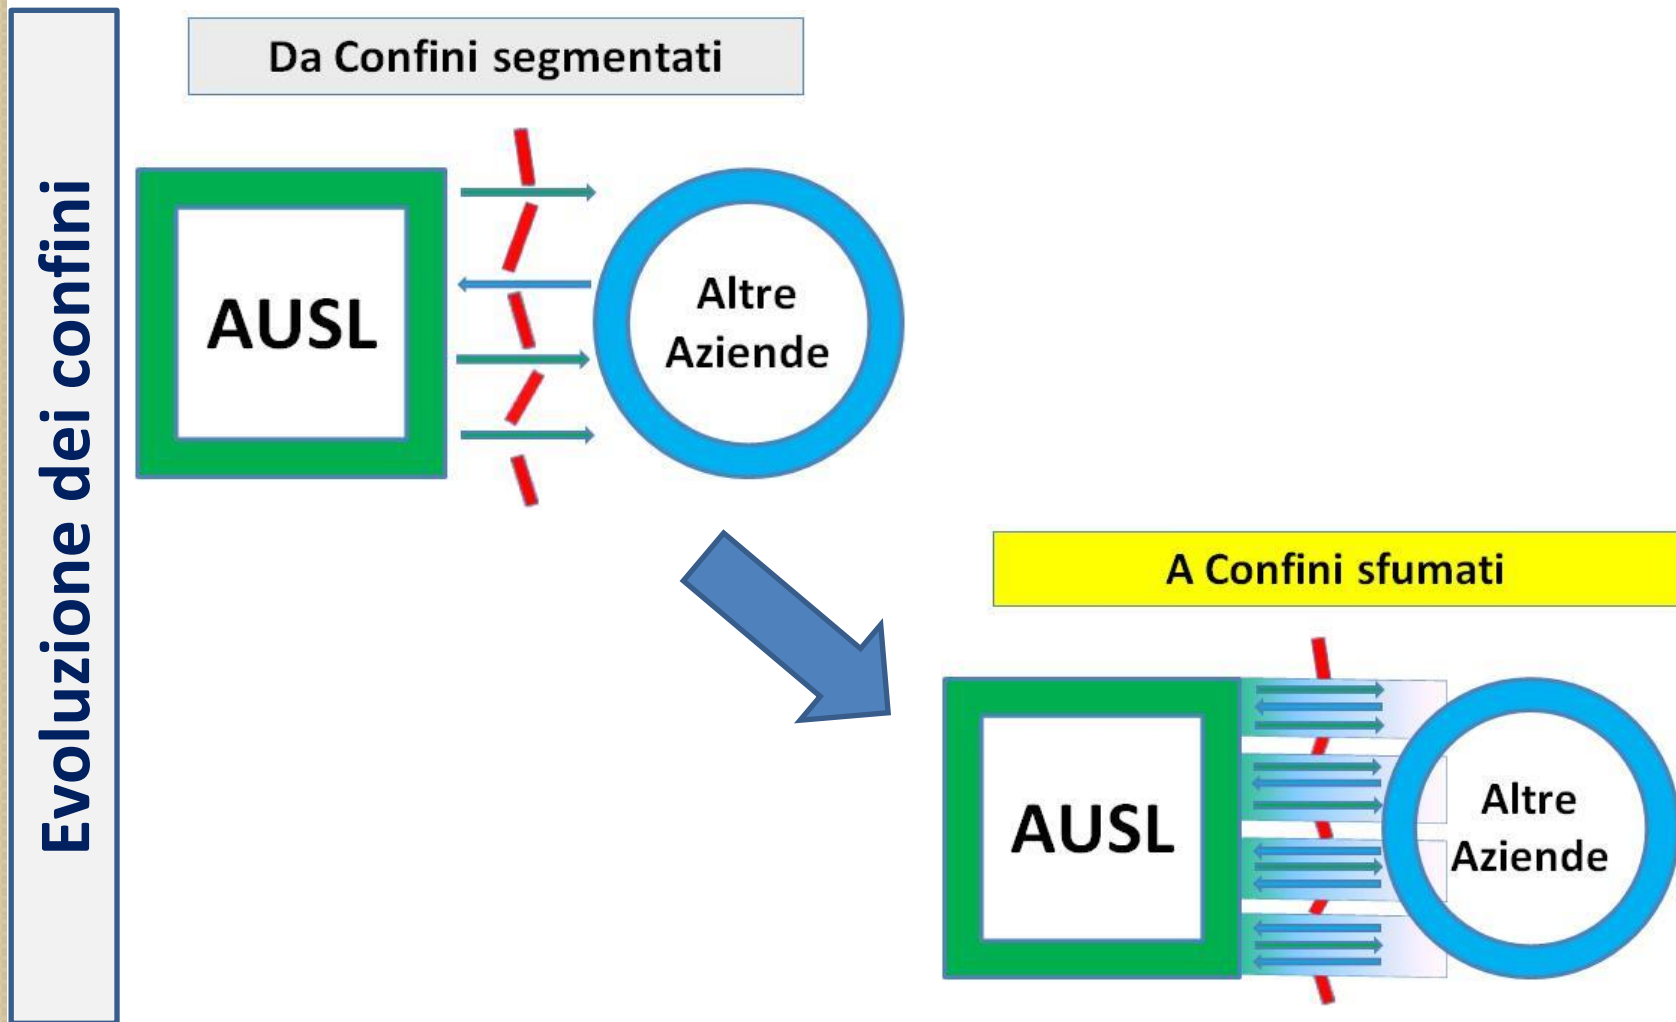 Evoluzione dei confini
Da Confini segmentati
AUSL
Altre
Aziende
A Confini sfumati
AUSL
Altre
Aziende